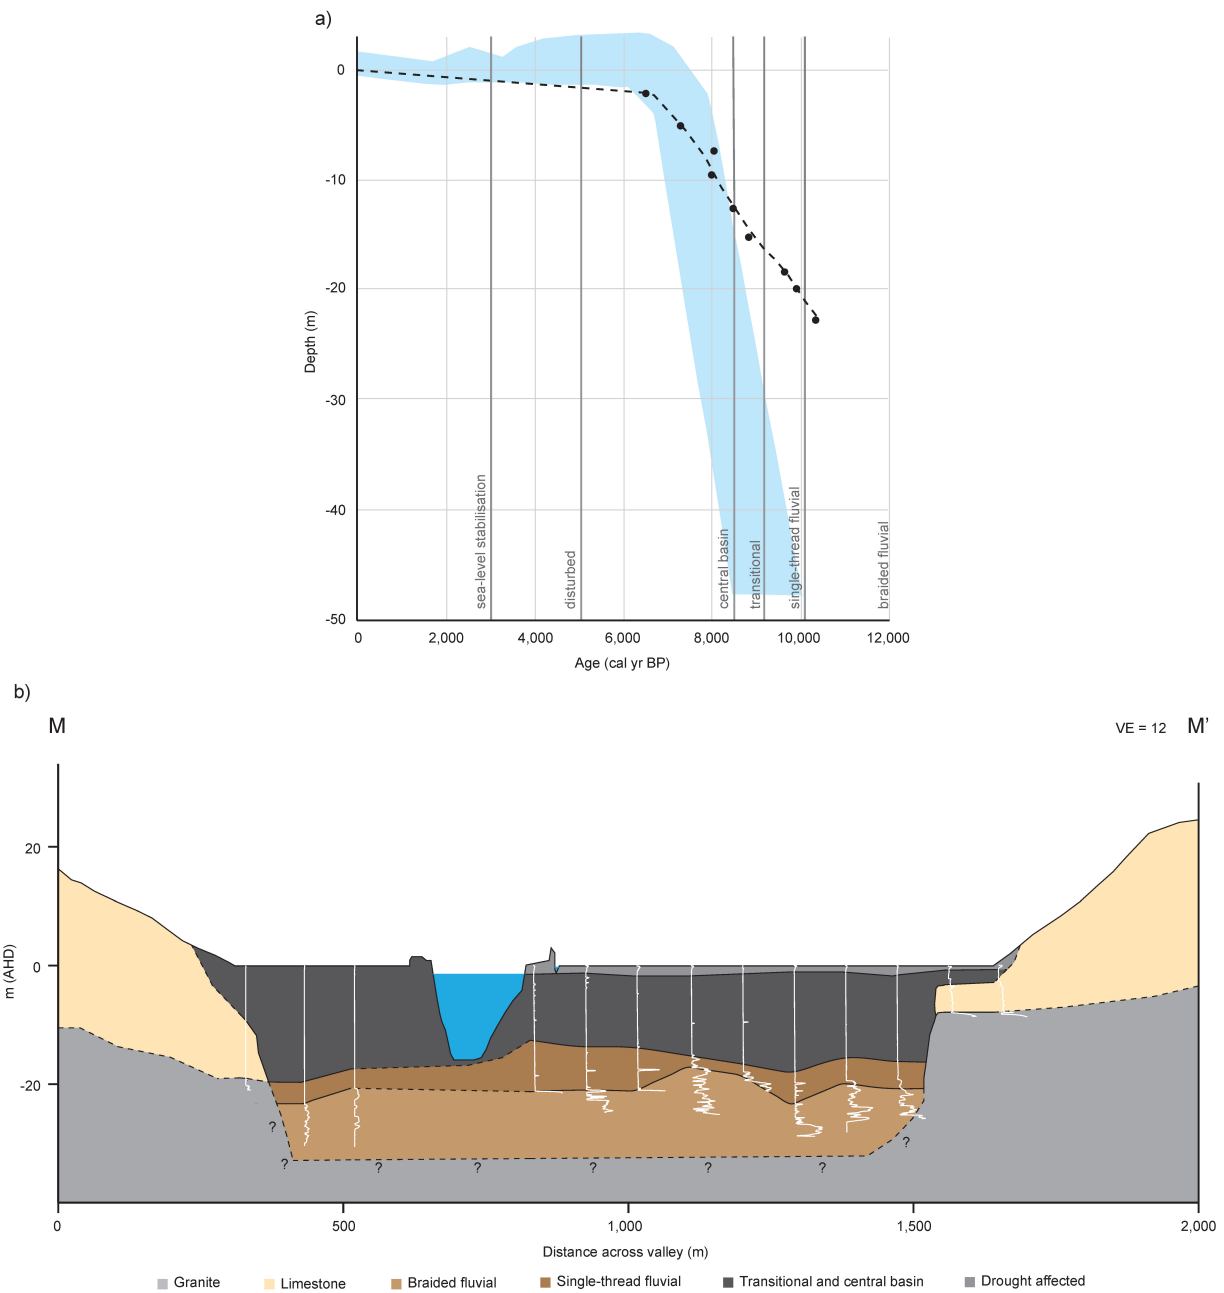 a)
0
-10
-20
-30
-40
-50
Depth (m)
sea-level stabilisation
disturbed
central basin
transitional
single-thread fluvial
braided fluvial
0
2,000
4,000
6,000
8,000
10,000
12,000
Age (cal yr BP)
b)
M
VE = 12
M’
20
0
-20
m (AHD)
?
?
?
?
?
?
?
?
0
500
1,000
1,500
2,000
Distance across valley (m)
Granite
Limestone
Braided fluvial
Single-thread fluvial
Transitional and central basin
Drought affected